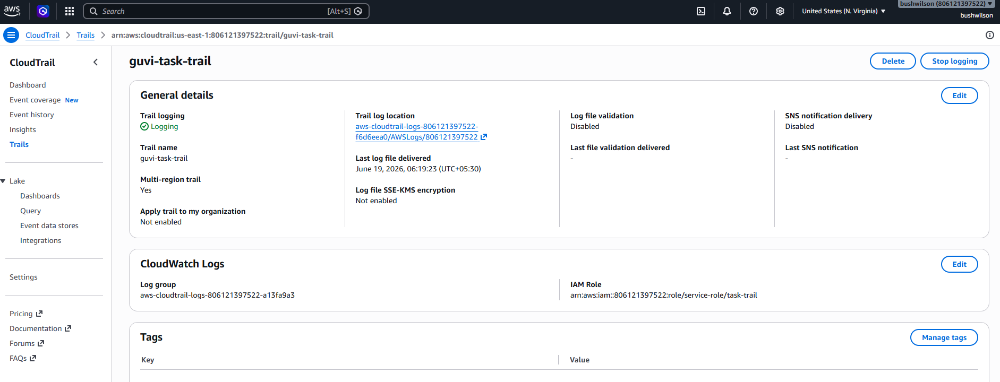 aws
Search [Alt+S]
United States (N. Virginia)
bushwilson (806121397522)
bushwilson
CloudTrail
Trails
arn:aws:cloudtrail:us-east-1:806121397522:trail/guvi-task-trail
CloudTrail
Dashboard
Event coverage New
Event history
Insights
Trails
Lake
Dashboards
Query
Event data stores
Integrations
Settings
Pricing
Documentation
Forums
FAQs
guvi-task-trail
Delete
Stop logging
General details
Edit
Trail logging
Logging
Trail name
guvi-task-trail
Multi-region trail
Yes
Apply trail to my organization
Not enabled
Trail log location
aws-cloudtrail-logs-806121397522-
f6d6eea0/AWSLogs/806121397522
Last log file delivered
June 19, 2026, 06:19:23 (UTC+05:30)
Log file SSE-KMS encryption
Not enabled
Log file validation
Disabled
Last file validation delivered
-
SNS notification delivery
Disabled
Last SNS notification
-
CloudWatch Logs
Edit
Log group
aws-cloudtrail-logs-806121397522-a13fa9a3
IAM Role
arn:aws:iam::806121397522:role/service-role/task-trail
Tags
Manage tags
Key
Value